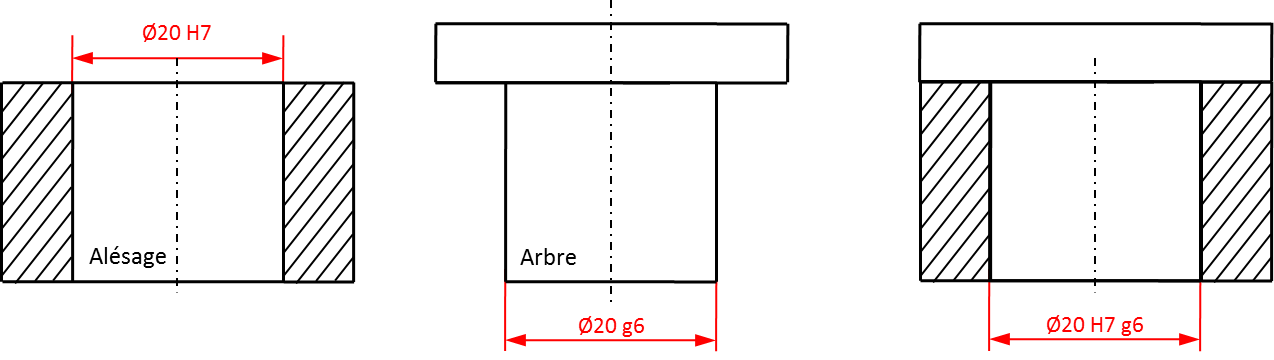 Ø20 H7
Alésage
Arbre
Ø20 g6
Ø20 H7 g6